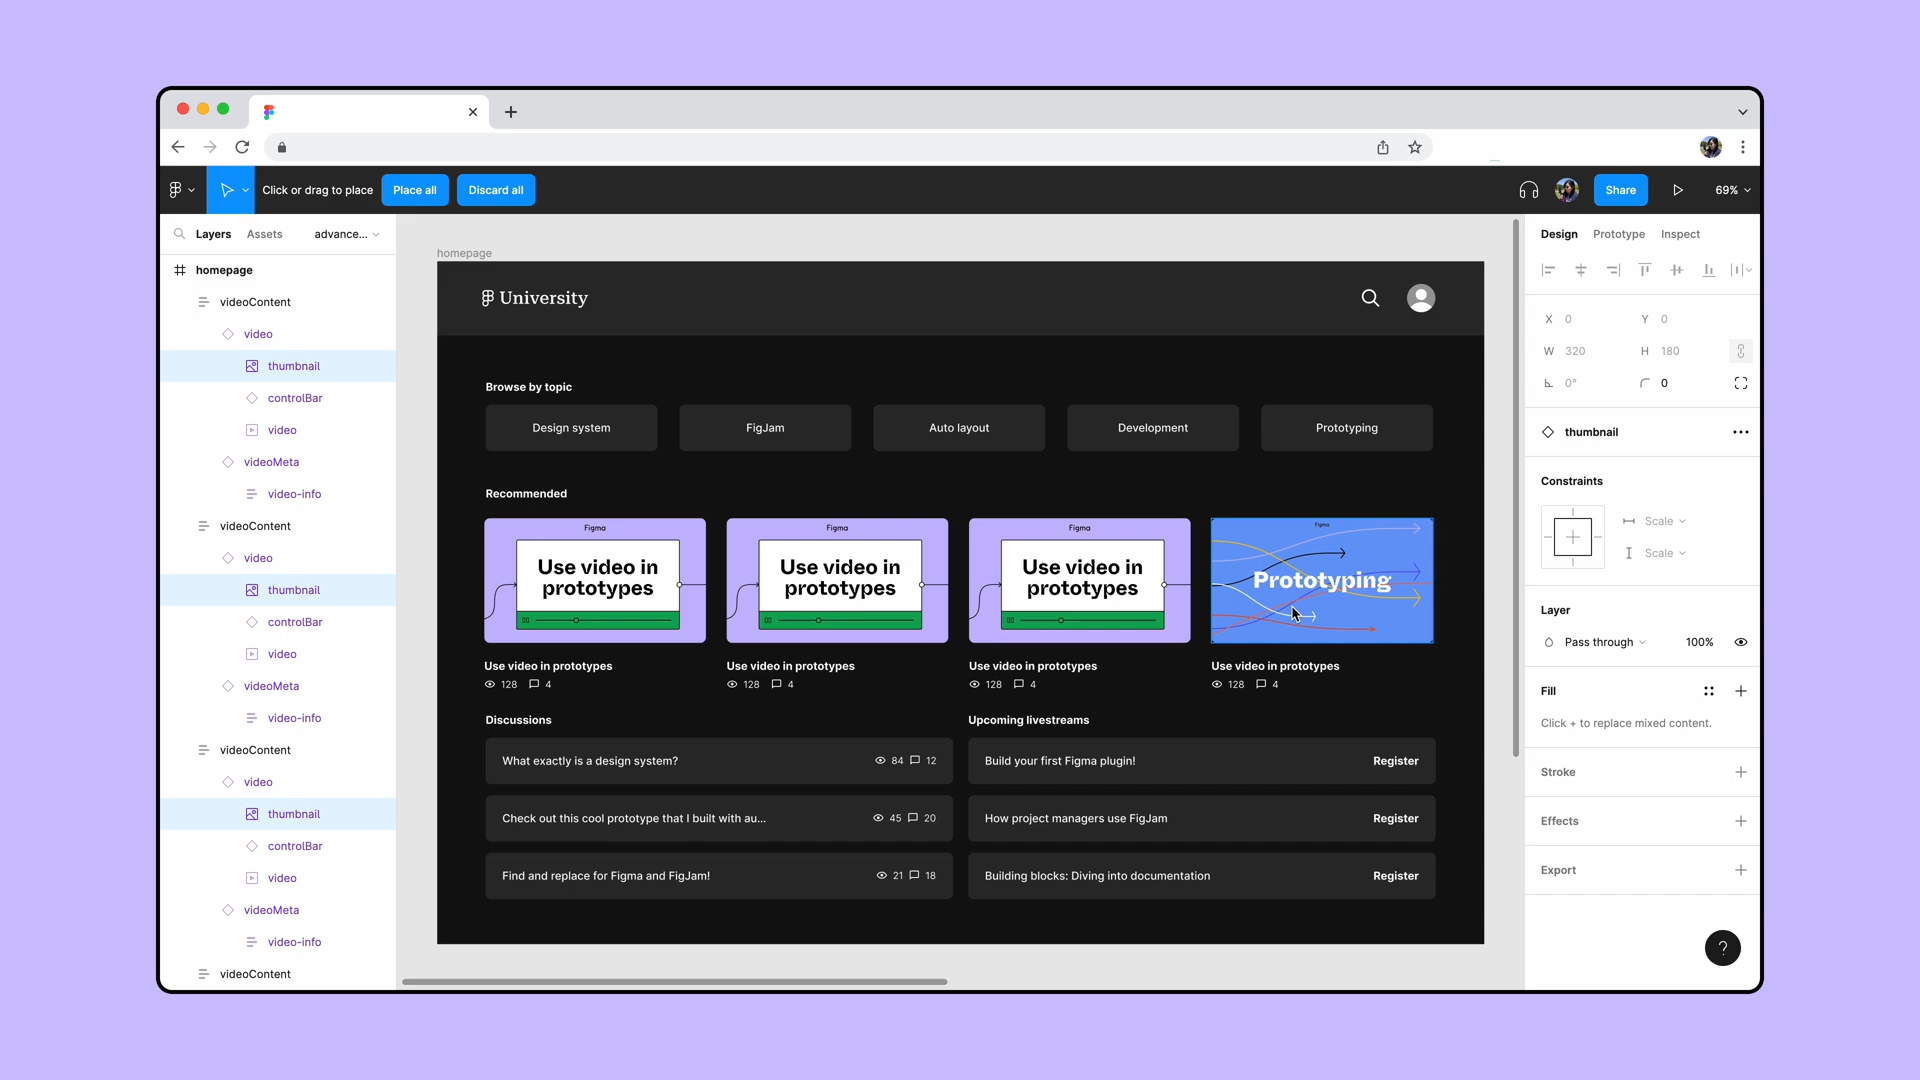 Click or drag to place Place all Discard all Share 69%
Layers Assets advance...
homepage
videoContent
video
thumbnail
controlBar
video
videoMeta
video-info
videoContent
video
thumbnail
controlBar
video
videoMeta
video-info
videoContent
video
thumbnail
controlBar
video
videoMeta
video-info
videoContent
homepage
University
Browse by topic
Design system FigJam Auto layout Development Prototyping
Recommended
Figma
Use video in
prototypes
Figma
Use video in
prototypes
Figma
Use video in
prototypes
Figma
Prototyping
Use video in prototypes
128 4
Use video in prototypes
128 4
Use video in prototypes
128 4
Use video in prototypes
128 4
Discussions
What exactly is a design system? 84 12
Check out this cool prototype that I built with au... 45 20
Find and replace for Figma and FigJam! 21 18
Upcoming livestreams
Build your first Figma plugin! Register
How project managers use FigJam Register
Building blocks: Diving into documentation Register
Design Prototype Inspect
X 0 Y 0
W 320 H 180
0° 0
thumbnail
Constraints
Scale
Scale
Layer
Pass through 100%
Fill
Click + to replace mixed content.
Stroke
Effects
Export
?